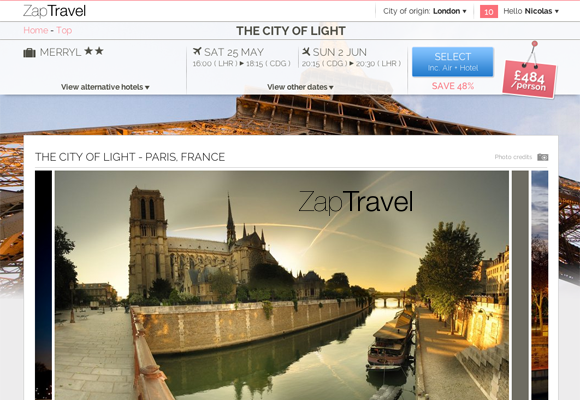 ZapTravel
City of origin: London ▾
10
Hello Nicolas ▾
Home - Top
THE CITY OF LIGHT
MERRYL ★★
View alternative hotels ▾
SAT 25 MAY
16:00 ( LHR ) ▸ 18:15 ( CDG )
SUN 2 JUN
20:15 ( CDG ) ▸ 20:30 ( LHR )
View other dates ▾
SELECT
Inc. Air + Hotel
SAVE 48%
£484
/person
THE CITY OF LIGHT - PARIS, FRANCE
Photo credits
ZapTravel